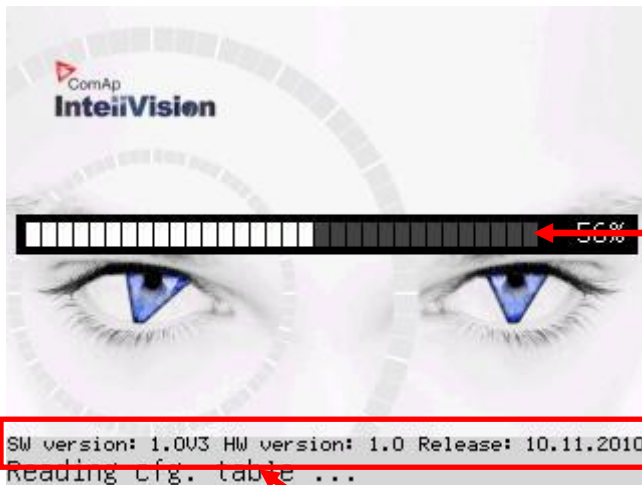 ComAp
InteliVision
56%
SW version: 1.0V3 HW version: 1.0 Release: 10.11.2010
Reading cfg. table ...